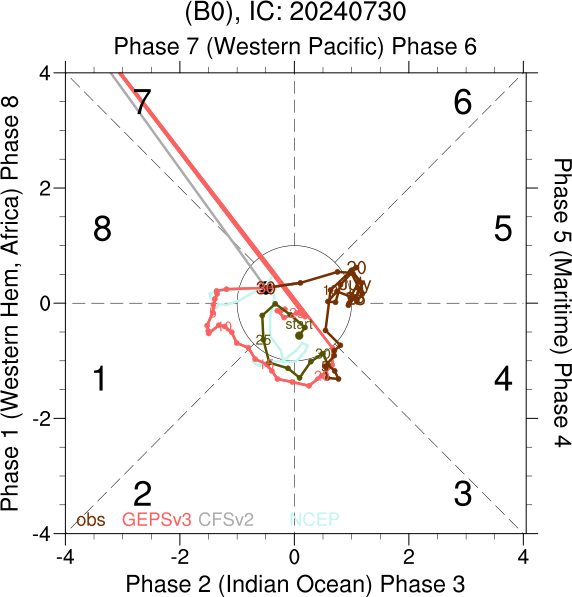 (B0), IC: 20240730
Phase 7 (Western Pacific) Phase 6
Phase 1 (Western Hem, Africa) Phase 8
Phase 5 (Maritime) Phase 4
4
2
0
-2
-4
7
6
8
5
1
4
2
3
20
30
start
25
30
obs GEPSv3 CFSv2 NCEP
-4 -2 0 2 4
Phase 2 (Indian Ocean) Phase 3